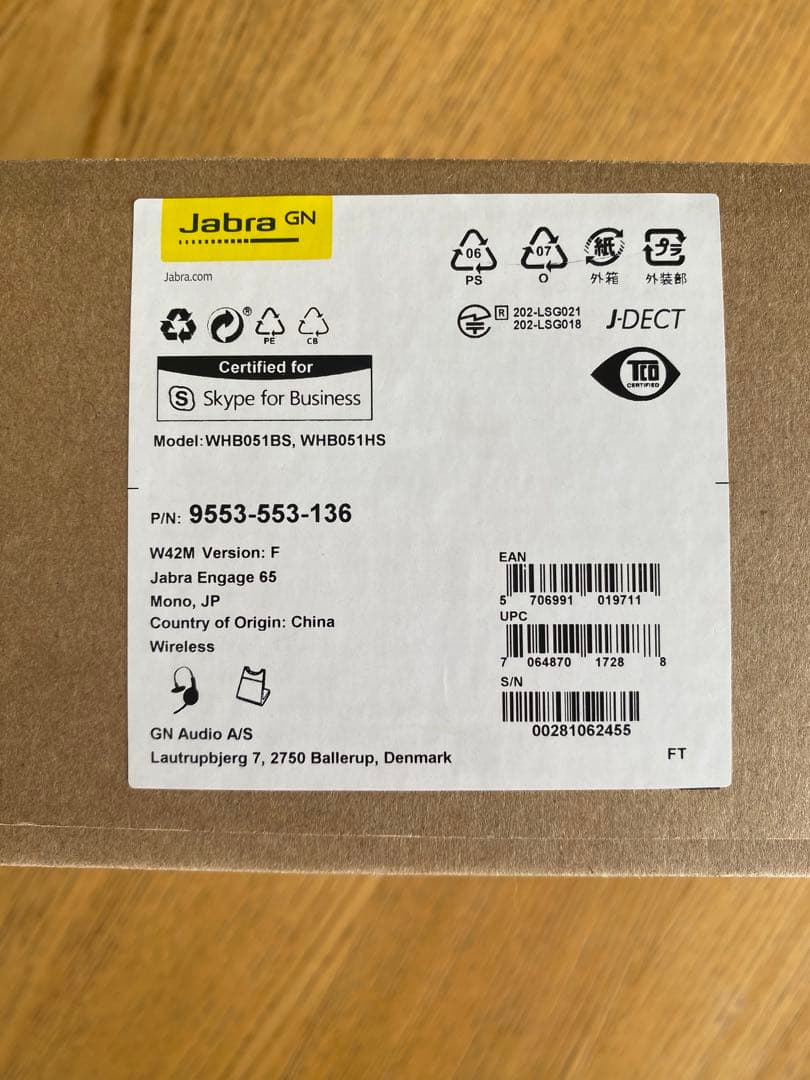 Jabra GN
Jabra.com
06
PS
07
O
紙
外箱
プラ
外装部
R 202-LSG021
202-LSG018
J-DECT
®
PE
CB
TCO
CERTIFIED
Certified for
S Skype for Business
Model:WHB051BS, WHB051HS
P/N: 9553-553-136
W42M Version: F
Jabra Engage 65
Mono, JP
Country of Origin: China
Wireless
GN Audio A/S
Lautrupbjerg 7, 2750 Ballerup, Denmark
EAN
5 706991 019711
UPC
7 064870 1728 8
S/N
00281062455
FT